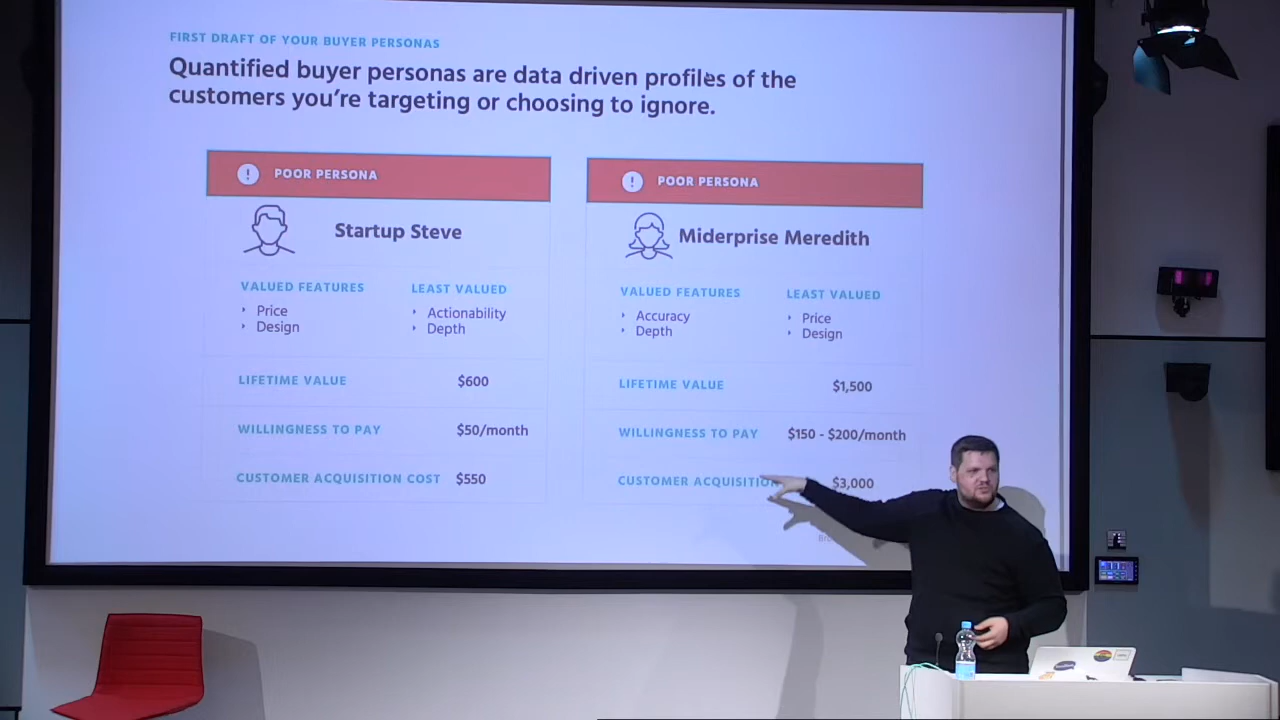 FIRST DRAFT OF YOUR BUYER PERSONAS
Quantified buyer personas are data driven profiles of the
customers you're targeting or choosing to ignore.
! POOR PERSONA
Startup Steve
VALUED FEATURES
LEAST VALUED
• Price
• Design
• Actionability
• Depth
LIFETIME VALUE $600
WILLINGNESS TO PAY $50/month
CUSTOMER ACQUISITION COST $550
! POOR PERSONA
Miderprise Meredith
VALUED FEATURES
LEAST VALUED
• Accuracy
• Depth
• Price
• Design
LIFETIME VALUE $1,500
WILLINGNESS TO PAY $150 - $200/month
CUSTOMER ACQUISITION $3,000